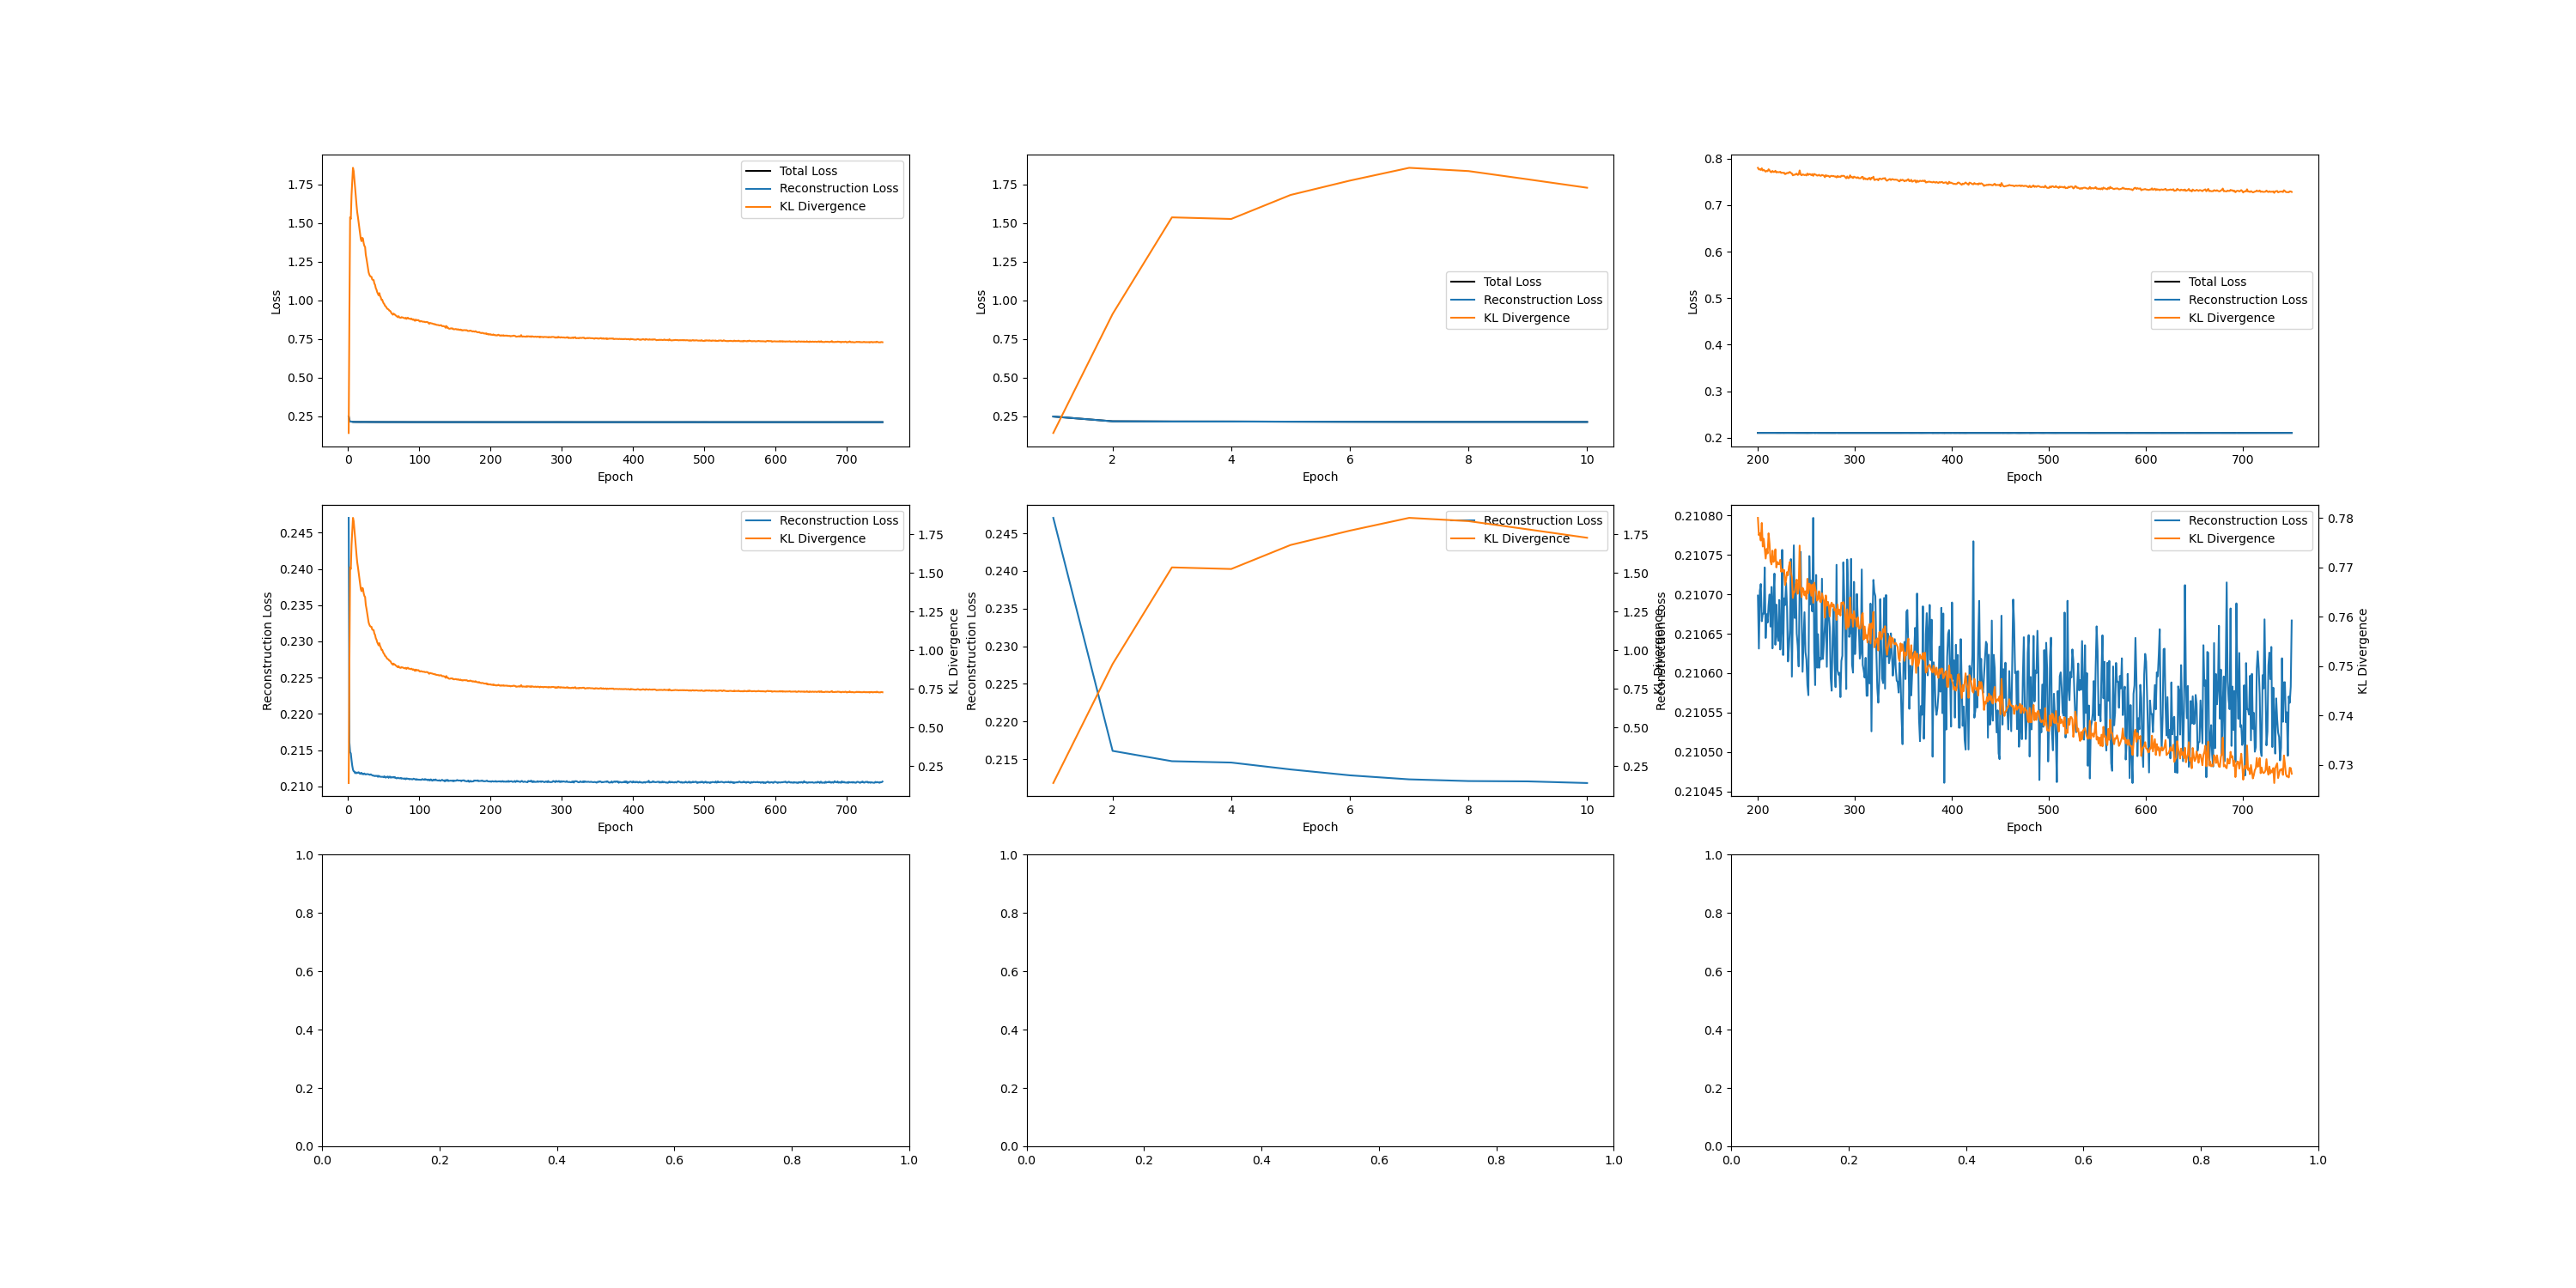 Total Loss
Reconstruction Loss
KL Divergence
1.75
1.50
1.25
1.00
0.75
0.50
0.25
Loss
0 100 200 300 400 500 600 700
Epoch
Total Loss
Reconstruction Loss
KL Divergence
1.75
1.50
1.25
1.00
0.75
0.50
0.25
Loss
2 4 6 8 10
Epoch
Total Loss
Reconstruction Loss
KL Divergence
0.8
0.7
0.6
0.5
0.4
0.3
0.2
Loss
200 300 400 500 600 700
Epoch
Reconstruction Loss
KL Divergence
0.245
0.240
0.235
0.230
0.225
0.220
0.215
0.210
Reconstruction Loss
0 100 200 300 400 500 600 700
Epoch
1.75
1.50
1.25
1.00
0.75
0.50
0.25
KL Divergence
Reconstruction Loss
KL Divergence
0.245
0.240
0.235
0.230
0.225
0.220
0.215
Reconstruction Loss
2 4 6 8 10
Epoch
1.75
1.50
1.25
1.00
0.75
0.50
0.25
KL Divergence
Reconstruction Loss
KL Divergence
0.21080
0.21075
0.21070
0.21065
0.21060
0.21055
0.21050
0.21045
Reconstruction Loss
200 300 400 500 600 700
Epoch
0.78
0.77
0.76
0.75
0.74
0.73
KL Divergence
1.0
0.8
0.6
0.4
0.2
0.0
0.0 0.2 0.4 0.6 0.8 1.0
1.0
0.8
0.6
0.4
0.2
0.0
0.0 0.2 0.4 0.6 0.8 1.0
1.0
0.8
0.6
0.4
0.2
0.0
0.0 0.2 0.4 0.6 0.8 1.0